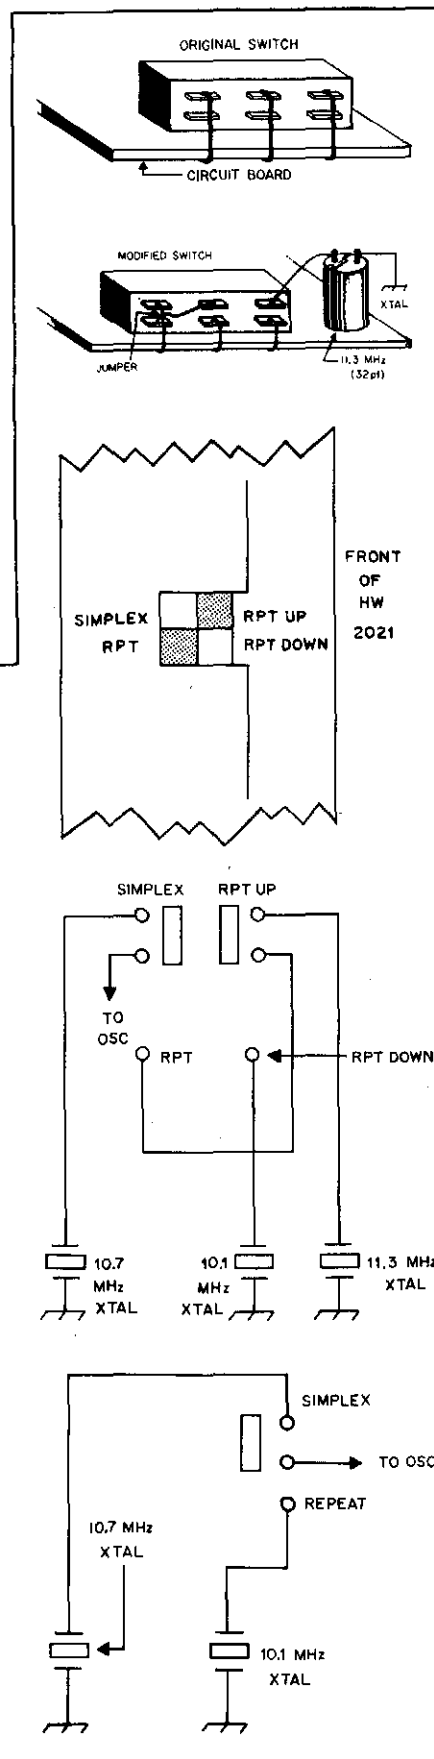 ORIGINAL SWITCH
CIRCUIT BOARD
MODIFIED SWITCH
XTAL
JUMPER
11.3 MHz
(32pf)
FRONT
OF
HW
2021
SIMPLEX
RPT UP
RPT
RPT DOWN
SIMPLEX
RPT UP
TO
OSC
RPT
RPT DOWN
10.7
MHz
XTAL
10.1
MHz
XTAL
11.3 MHz
XTAL
SIMPLEX
TO OSC
REPEAT
10.7 MHz
XTAL
10.1 MHz
XTAL